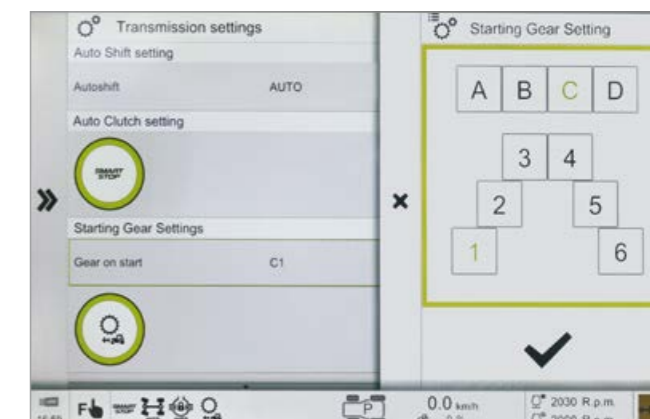 Transmission settings
Auto Shift setting
Autoshift AUTO
Auto Clutch setting
SMART STOP
Starting Gear Settings
Gear on start C1
Starting Gear Setting
A B C D
3 4
2 5
1 6
F
P
0.0 km/h
2030 R.p.m.